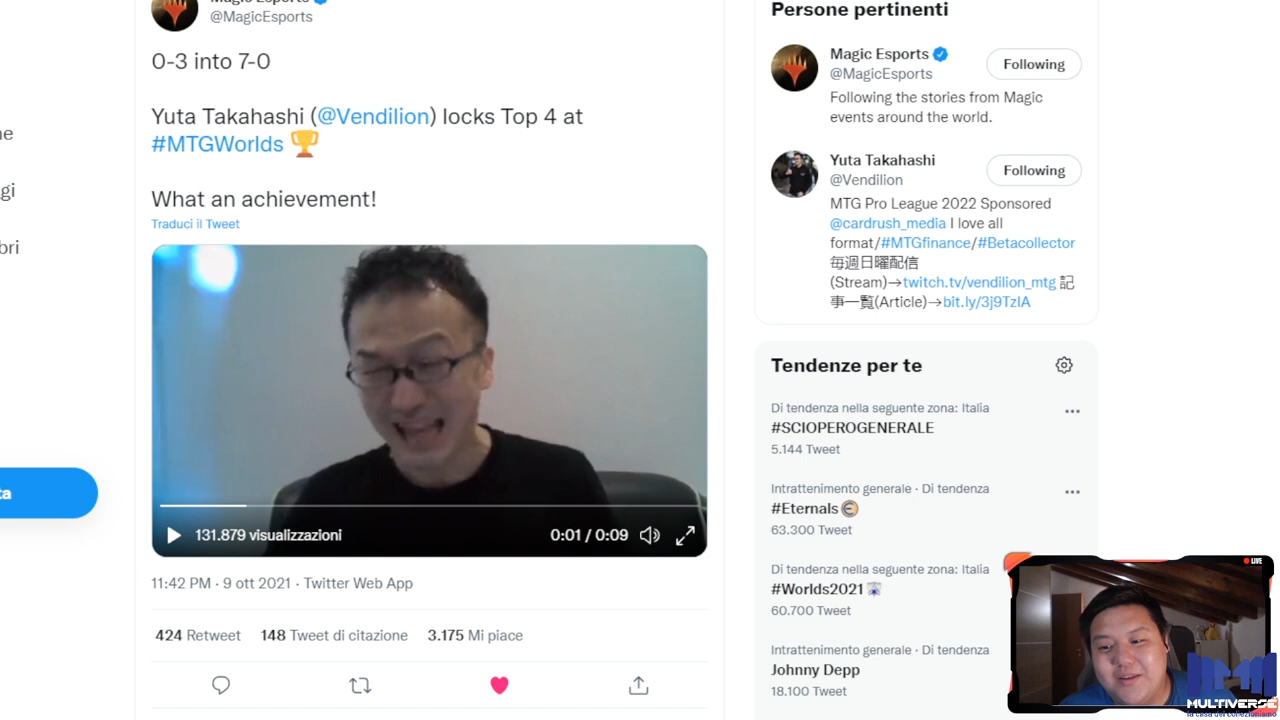 @MagicEsports
0-3 into 7-0
Yuta Takahashi (@Vendilion) locks Top 4 at
#MTGWorlds 🏆
What an achievement!
Traduci il Tweet
131.879 visualizzazioni
0:01 / 0:09
11:42 PM · 9 ott 2021 · Twitter Web App
424 Retweet 148 Tweet di citazione 3.175 Mi piace
Persone pertinenti
Magic Esports
@MagicEsports
Following
Following the stories from Magic
events around the world.
Yuta Takahashi
@Vendilion
Following
MTG Pro League 2022 Sponsored
@cardrush_media I love all
format/#MTGfinance/#Betacollector
毎週日曜配信
(Stream)→twitch.tv/vendilion_mtg 記
事一覧(Article)→bit.ly/3j9TzIA
Tendenze per te
Di tendenza nella seguente zona: Italia
#SCIOPEROGENERALE
5.144 Tweet
Intrattenimento generale · Di tendenza
#Eternals
63.300 Tweet
Di tendenza nella seguente zona: Italia
#Worlds2021
60.700 Tweet
Intrattenimento generale · Di tendenza
Johnny Depp
18.100 Tweet
LIVE
MULTIVERSE
la casa del collezionismo